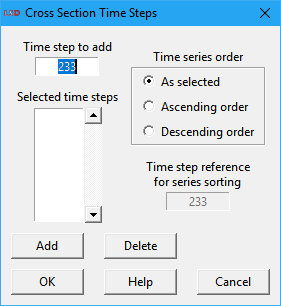 Cross Section Time Steps
Time step to add
233
Selected time steps
Time series order
As selected
Ascending order
Descending order
Time step reference
for series sorting
233
Add
Delete
OK
Help
Cancel